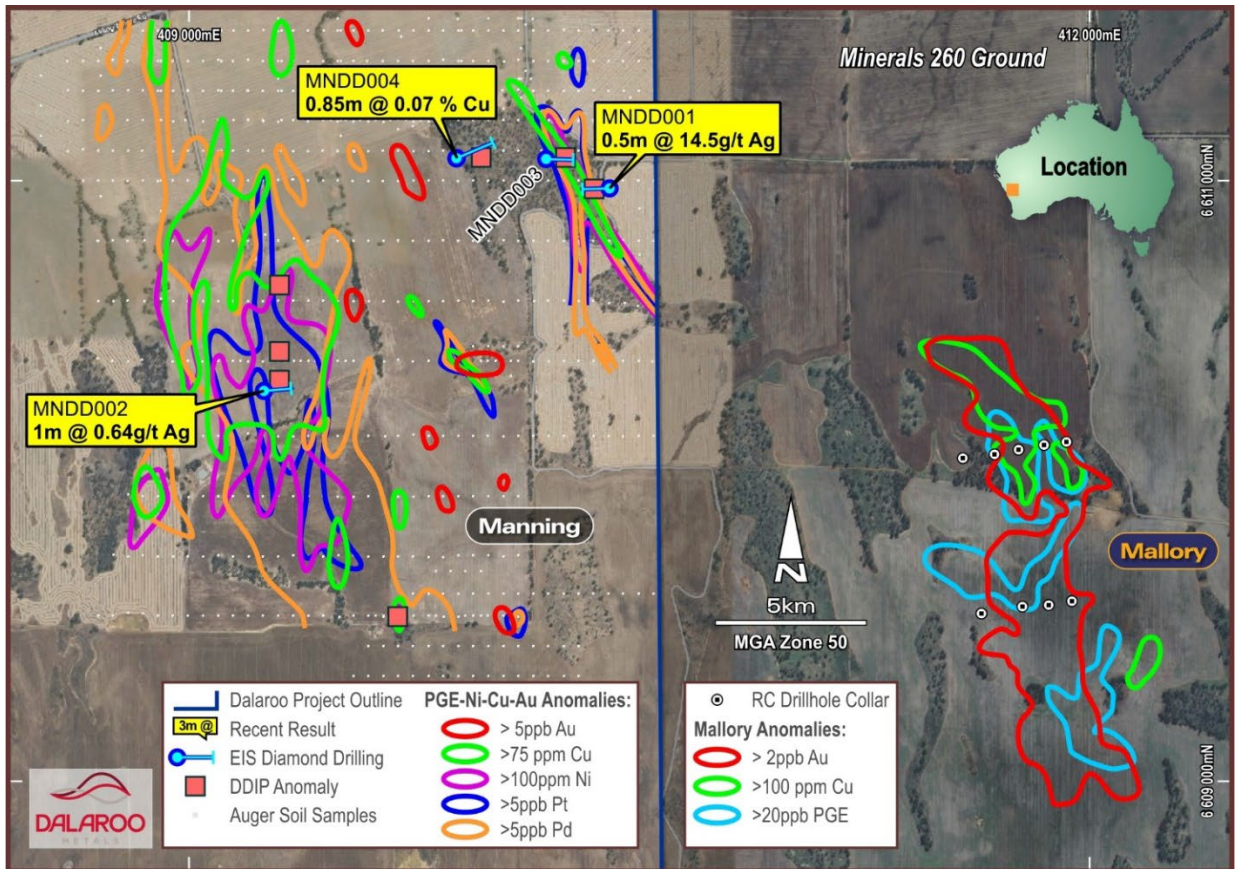 409 000mE
412 000mE
Minerals 260 Ground
MNDD004
0.85m @ 0.07 % Cu
MNDD001
0.5m @ 14.5g/t Ag
Location
6 611 000mN
MNDD003
MNDD002
1m @ 0.64g/t Ag
Manning
Mallory
N
5km
MGA Zone 50
Dalaroo Project Outline
3m @
Recent Result
EIS Diamond Drilling
DDIP Anomaly
Auger Soil Samples
PGE-Ni-Cu-Au Anomalies:
> 5ppb Au
>75 ppm Cu
>100ppm Ni
>5ppb Pt
>5ppb Pd
RC Drillhole Collar
Mallory Anomalies:
> 2ppb Au
>100 ppm Cu
>20ppb PGE
6 609 000mN
DALAROO
METALS